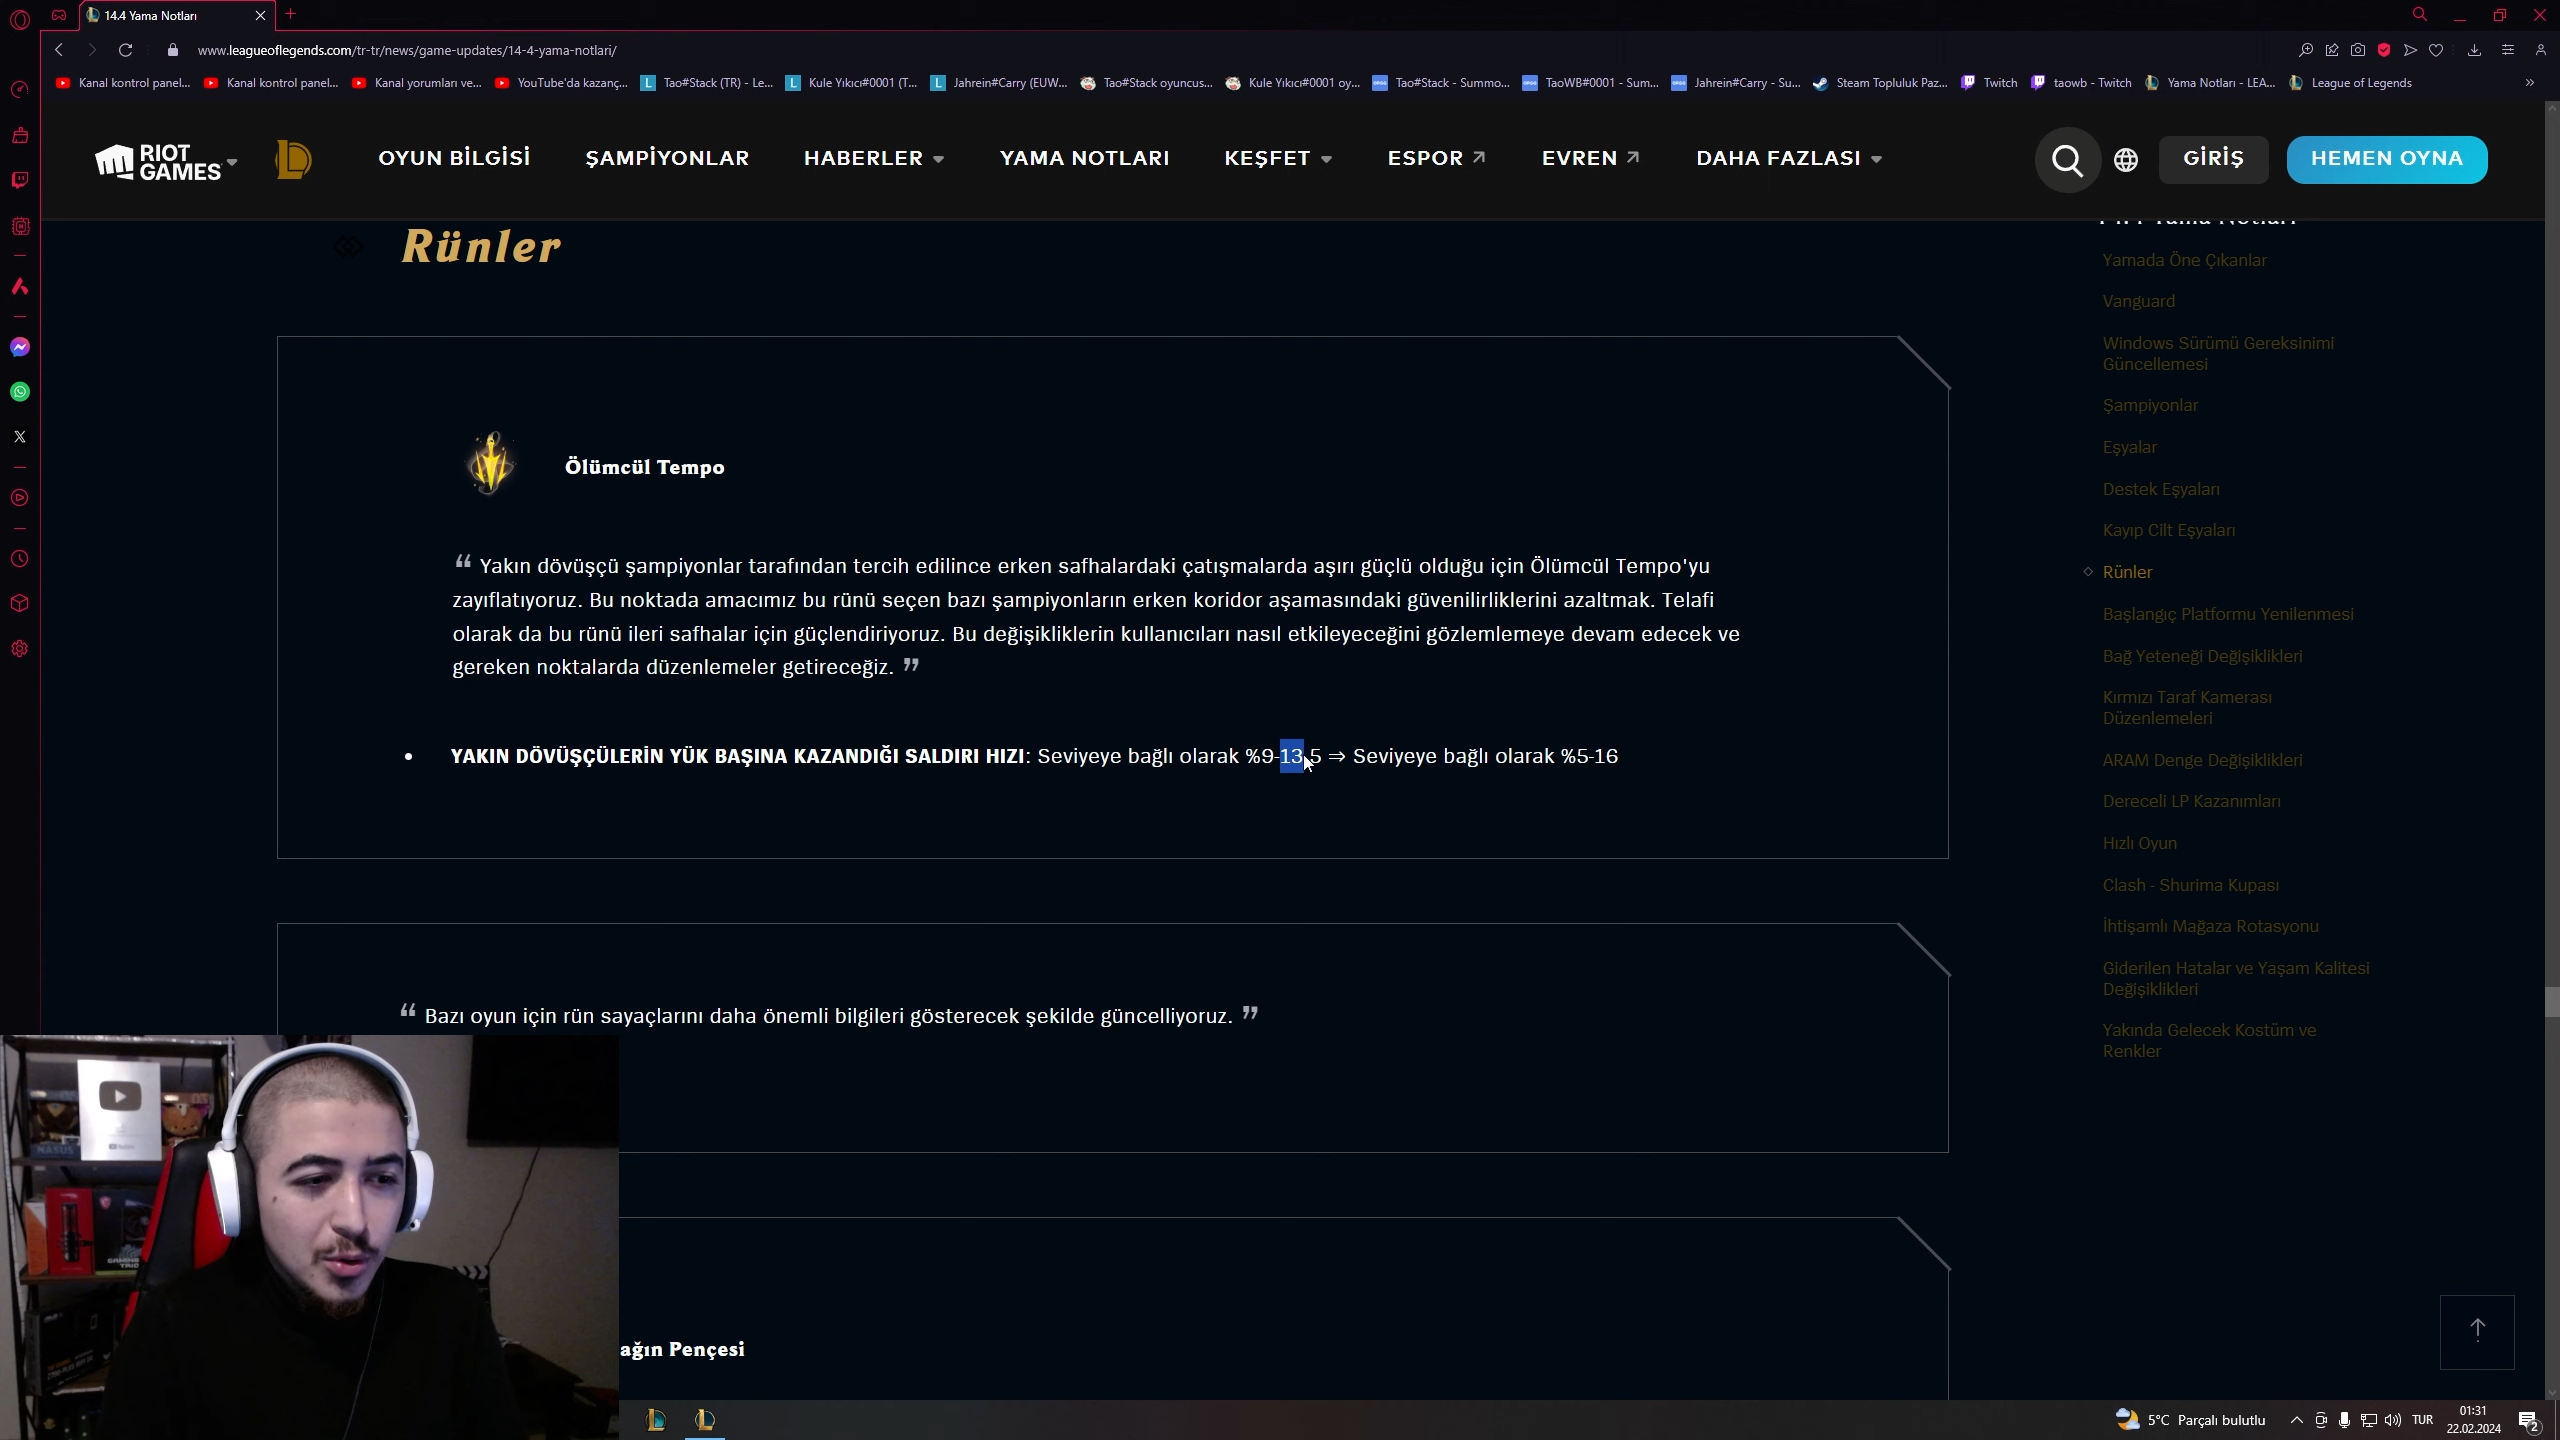 14.4 Yama Notları
www.leagueoflegends.com/tr-tr/news/game-updates/14-4-yama-notlari/
Kanal kontrol panel... Kanal kontrol panel... Kanal yorumları ve... YouTube'da kazanç... Tao#Stack (TR) - Le... Kule Yıkıcı#0001 (T... Jahrein#Carry (EUW... Tao#Stack oyuncus... Kule Yıkıcı#0001 oy... Tao#Stack - Summo... TaoWB#0001 - Sum... Jahrein#Carry - Su... Steam Topluluk Paz... Twitch taowb - Twitch Yama Notları - LEA... League of Legends
RIOT GAMES OYUN BİLGİSİ ŞAMPİYONLAR HABERLER YAMA NOTLARI KEŞFET ESPOR EVREN DAHA FAZLASI GİRİŞ HEMEN OYNA
Rünler
Ölümcül Tempo
“ Yakın dövüşçü şampiyonlar tarafından tercih edilince erken safhalardaki çatışmalarda aşırı güçlü olduğu için Ölümcül Tempo'yu
zayıflatıyoruz. Bu noktada amacımız bu rünü seçen bazı şampiyonların erken koridor aşamasındaki güvenilirliklerini azaltmak. Telafi
olarak da bu rünü ileri safhalar için güçlendiriyoruz. Bu değişikliklerin kullanıcıları nasıl etkileyeceğini gözlemlemeye devam edecek ve
gereken noktalarda düzenlemeler getireceğiz. ”
• YAKIN DÖVÜŞÇÜLERİN YÜK BAŞINA KAZANDIĞI SALDIRI HIZI: Seviyeye bağlı olarak %9-13.5 ⇒ Seviyeye bağlı olarak %5-16
“ Bazı oyun için rün sayaçlarını daha önemli bilgileri gösterecek şekilde güncelliyoruz. ”
ağın Pençesi
14.4 Yama Notları
Yamada Öne Çıkanlar
Vanguard
Windows Sürümü Gereksinimi
Güncellemesi
Şampiyonlar
Eşyalar
Destek Eşyaları
Kayıp Cilt Eşyaları
Rünler
Başlangıç Platformu Yenilenmesi
Bağ Yeteneği Değişiklikleri
Kırmızı Taraf Kamerası
Düzenlemeleri
ARAM Denge Değişiklikleri
Dereceli LP Kazanımları
Hızlı Oyun
Clash - Shurima Kupası
İhtişamlı Mağaza Rotasyonu
Giderilen Hatalar ve Yaşam Kalitesi
Değişiklikleri
Yakında Gelecek Kostüm ve
Renkler
NASUS
5°C Parçalı bulutlu TUR
01:31
22.02.2024
2